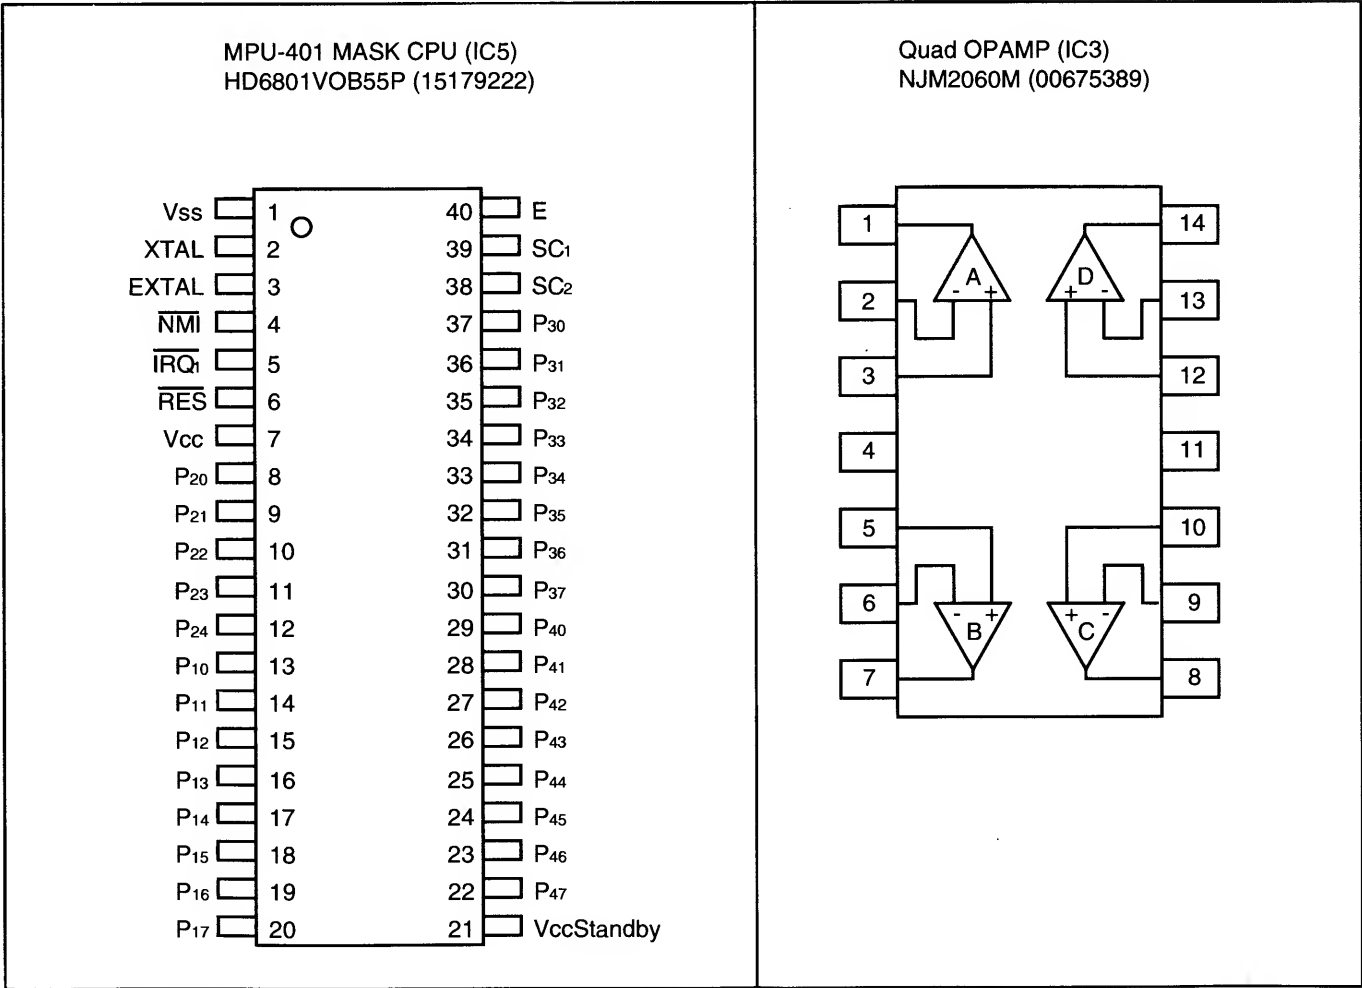 MPU-401 MASK CPU (IC5)
HD6801VOB55P (15179222)
Vss 1 40 E
XTAL 2 39 SC1
EXTAL 3 38 SC2
NMI 4 37 P30
IRQ1 5 36 P31
RES 6 35 P32
Vcc 7 34 P33
P20 8 33 P34
P21 9 32 P35
P22 10 31 P36
P23 11 30 P37
P24 12 29 P40
P10 13 28 P41
P11 14 27 P42
P12 15 26 P43
P13 16 25 P44
P14 17 24 P45
P15 18 23 P46
P16 19 22 P47
P17 20 21 VccStandby
Quad OPAMP (IC3)
NJM2060M (00675389)
1 14
A D
- + + -
2 13
3 12
4 11
5 10
6 9
- + + -
B C
7 8